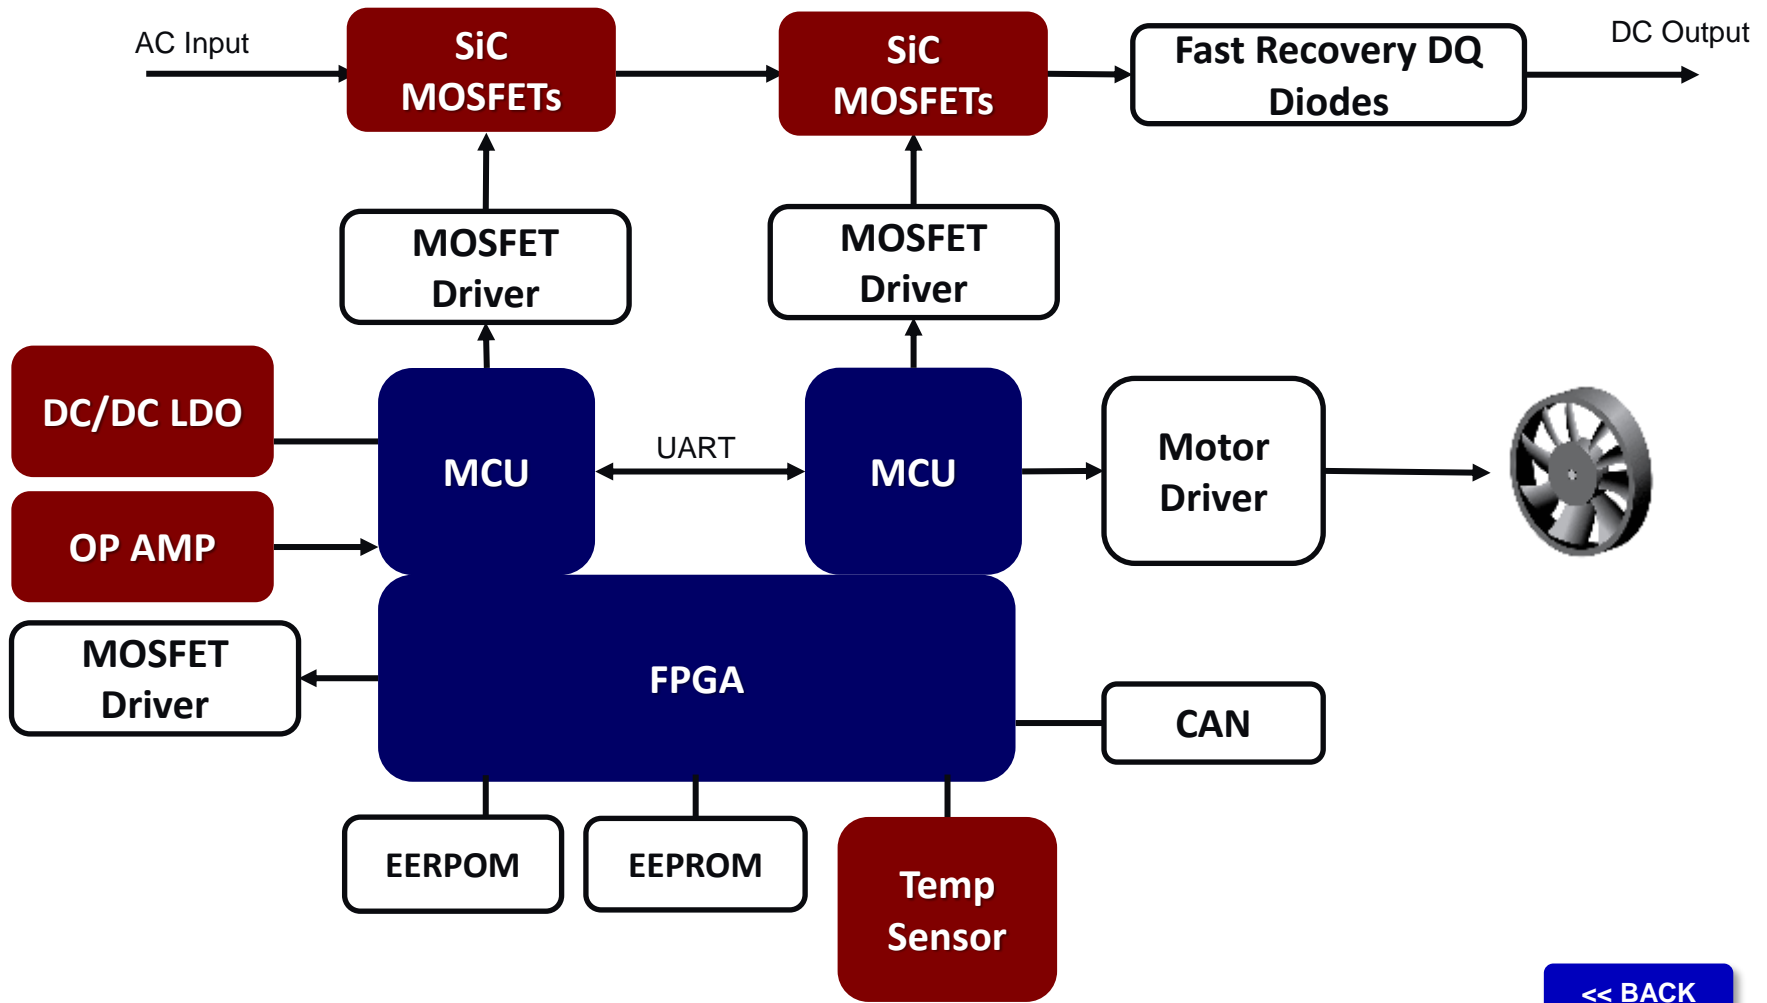 AC Input
SiC
MOSFETs
SiC
MOSFETs
Fast Recovery DQ
Diodes
DC Output
MOSFET
Driver
MOSFET
Driver
DC/DC LDO
MCU
UART
MCU
Motor
Driver
OP AMP
MOSFET
Driver
FPGA
CAN
EERPOM
EEPROM
Temp
Sensor
<< BACK